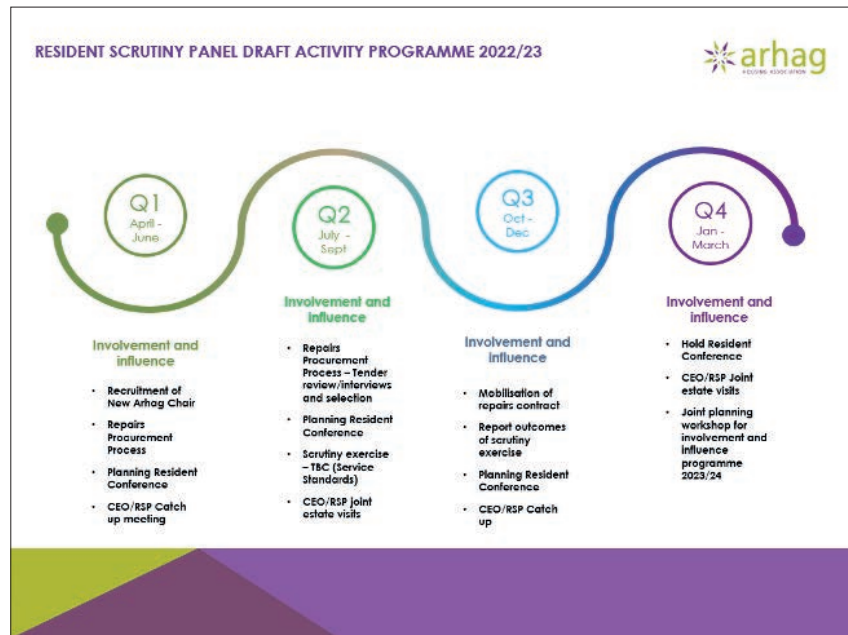 RESIDENT SCRUTINY PANEL DRAFT ACTIVITY PROGRAMME 2022/23
arhag
HOUSING ASSOCIATION
Q1
April -
June
Involvement and
influence
• Recruitment of
New Arhag Chair
• Repairs
Procurement
Process
• Planning Resident
Conference
• CEO/RSP Catch
up meeting
Q2
July -
Sept
Involvement and
influence
• Repairs
Procurement
Process – Tender
review/interviews
and selection
• Planning Resident
Conference
• Scrutiny exercise
– TBC (Service
Standards)
• CEO/RSP joint
estate visits
Q3
Oct -
Dec
Involvement and
influence
• Mobilisation of
repairs contract
• Report outcomes
of scrutiny
exercise
• Planning Resident
Conference
• CEO/RSP Catch
up
Q4
Jan -
March
Involvement and
influence
• Hold Resident
Conference
• CEO/RSP Joint
estate visits
• Joint planning
workshop for
involvement and
influence
programme
2023/24